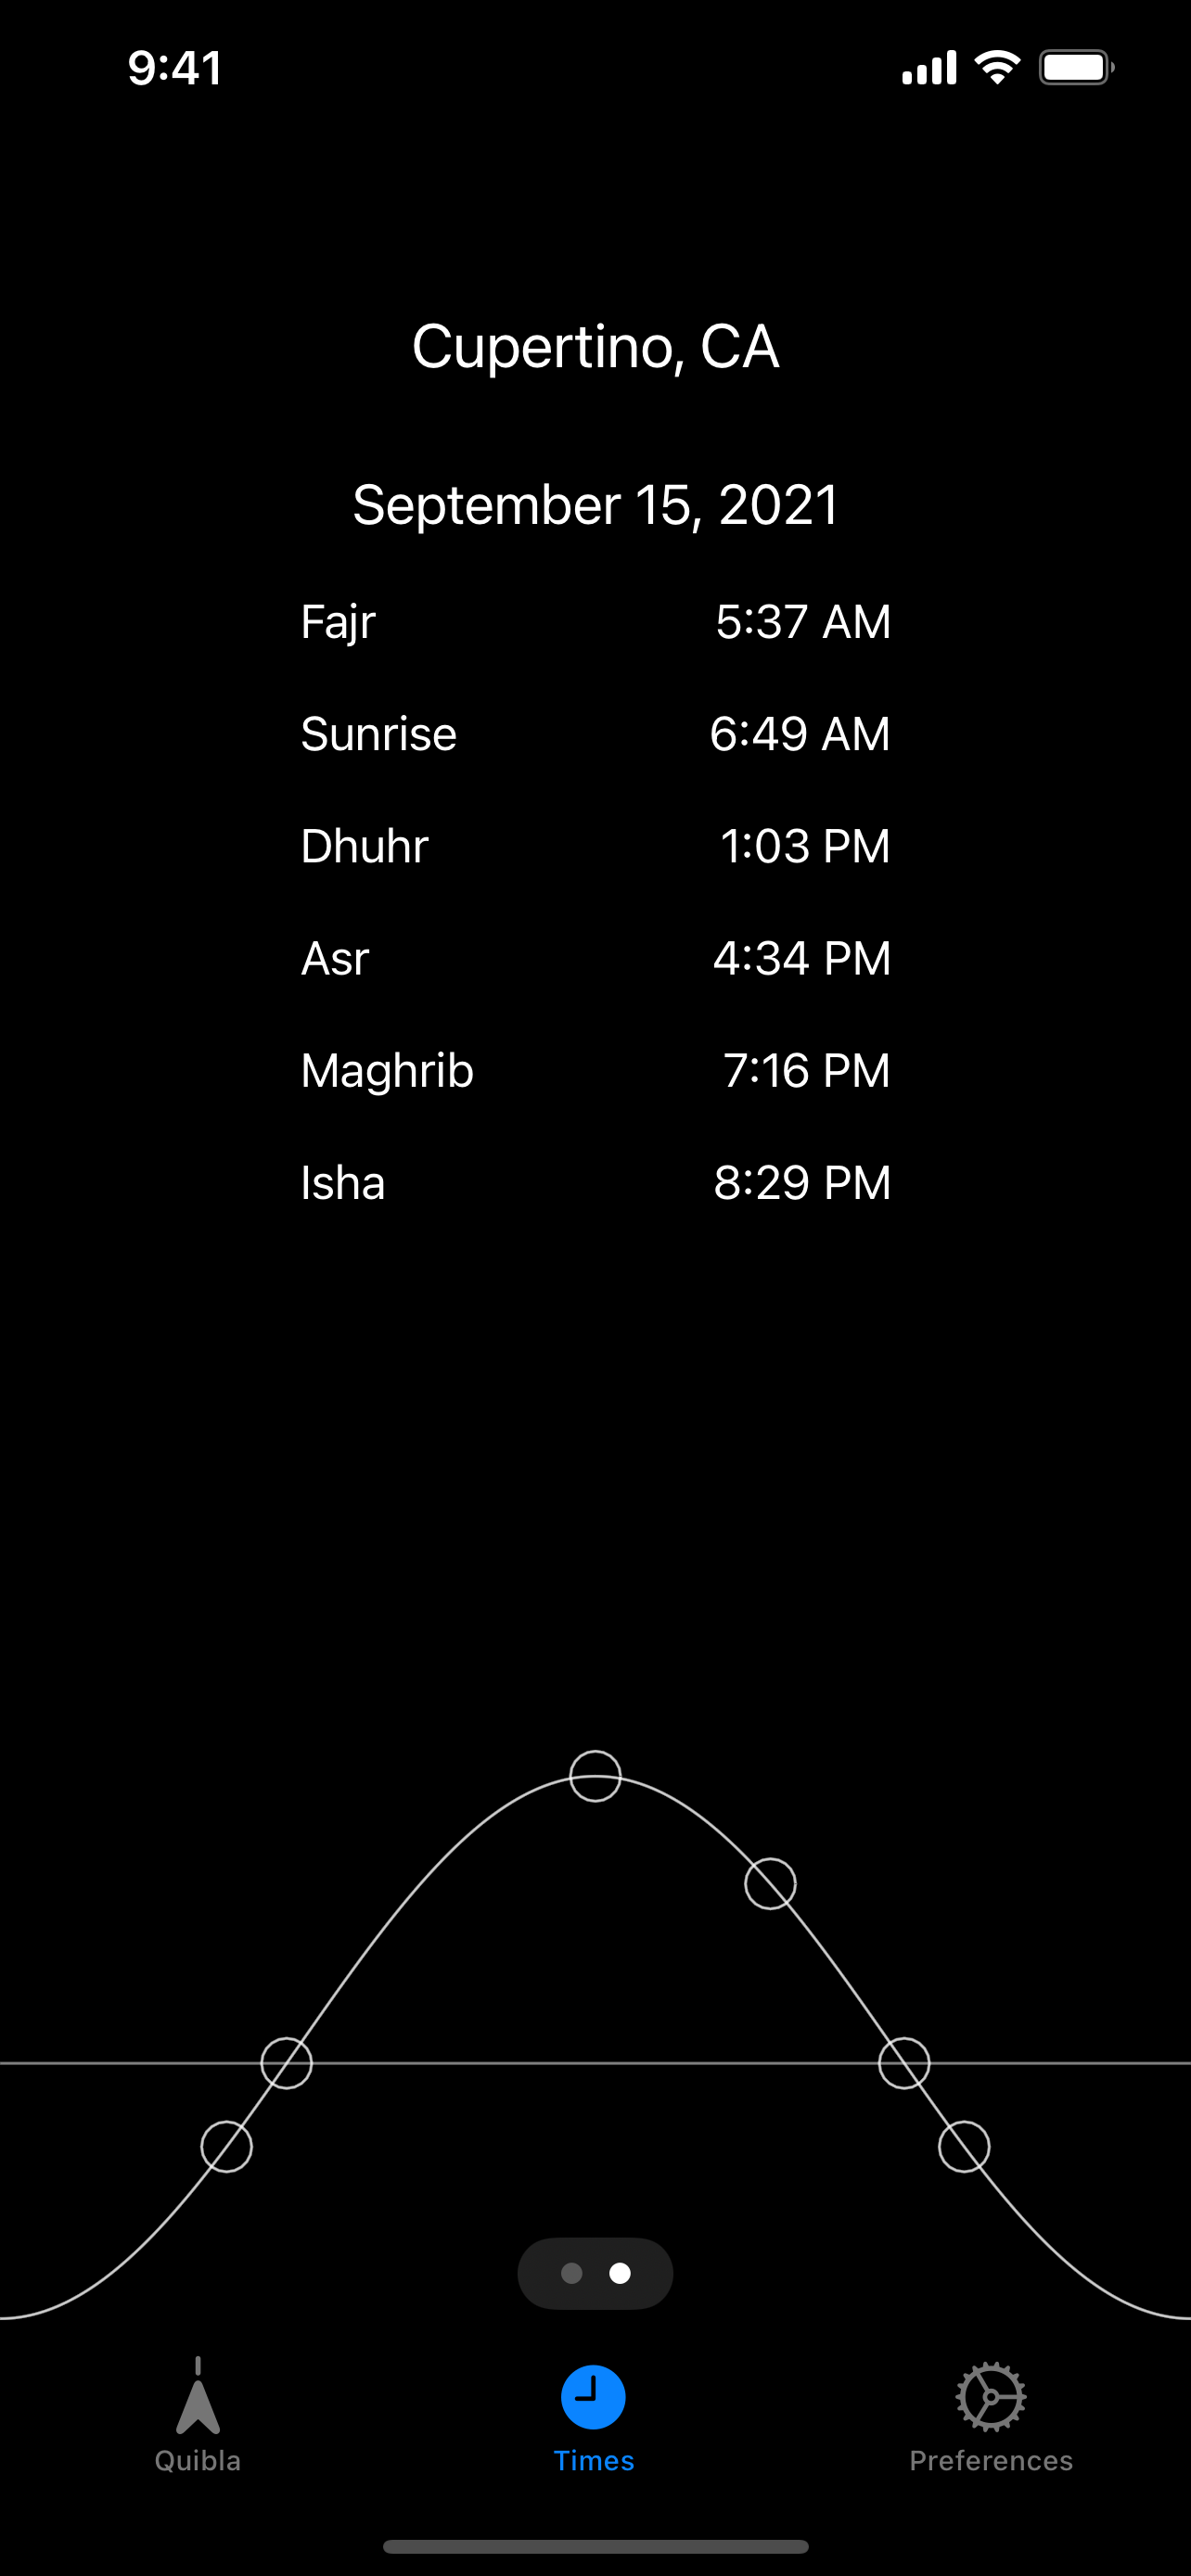 9:41
Cupertino, CA
September 15, 2021
Fajr 5:37 AM
Sunrise 6:49 AM
Dhuhr 1:03 PM
Asr 4:34 PM
Maghrib 7:16 PM
Isha 8:29 PM
Quibla Times Preferences